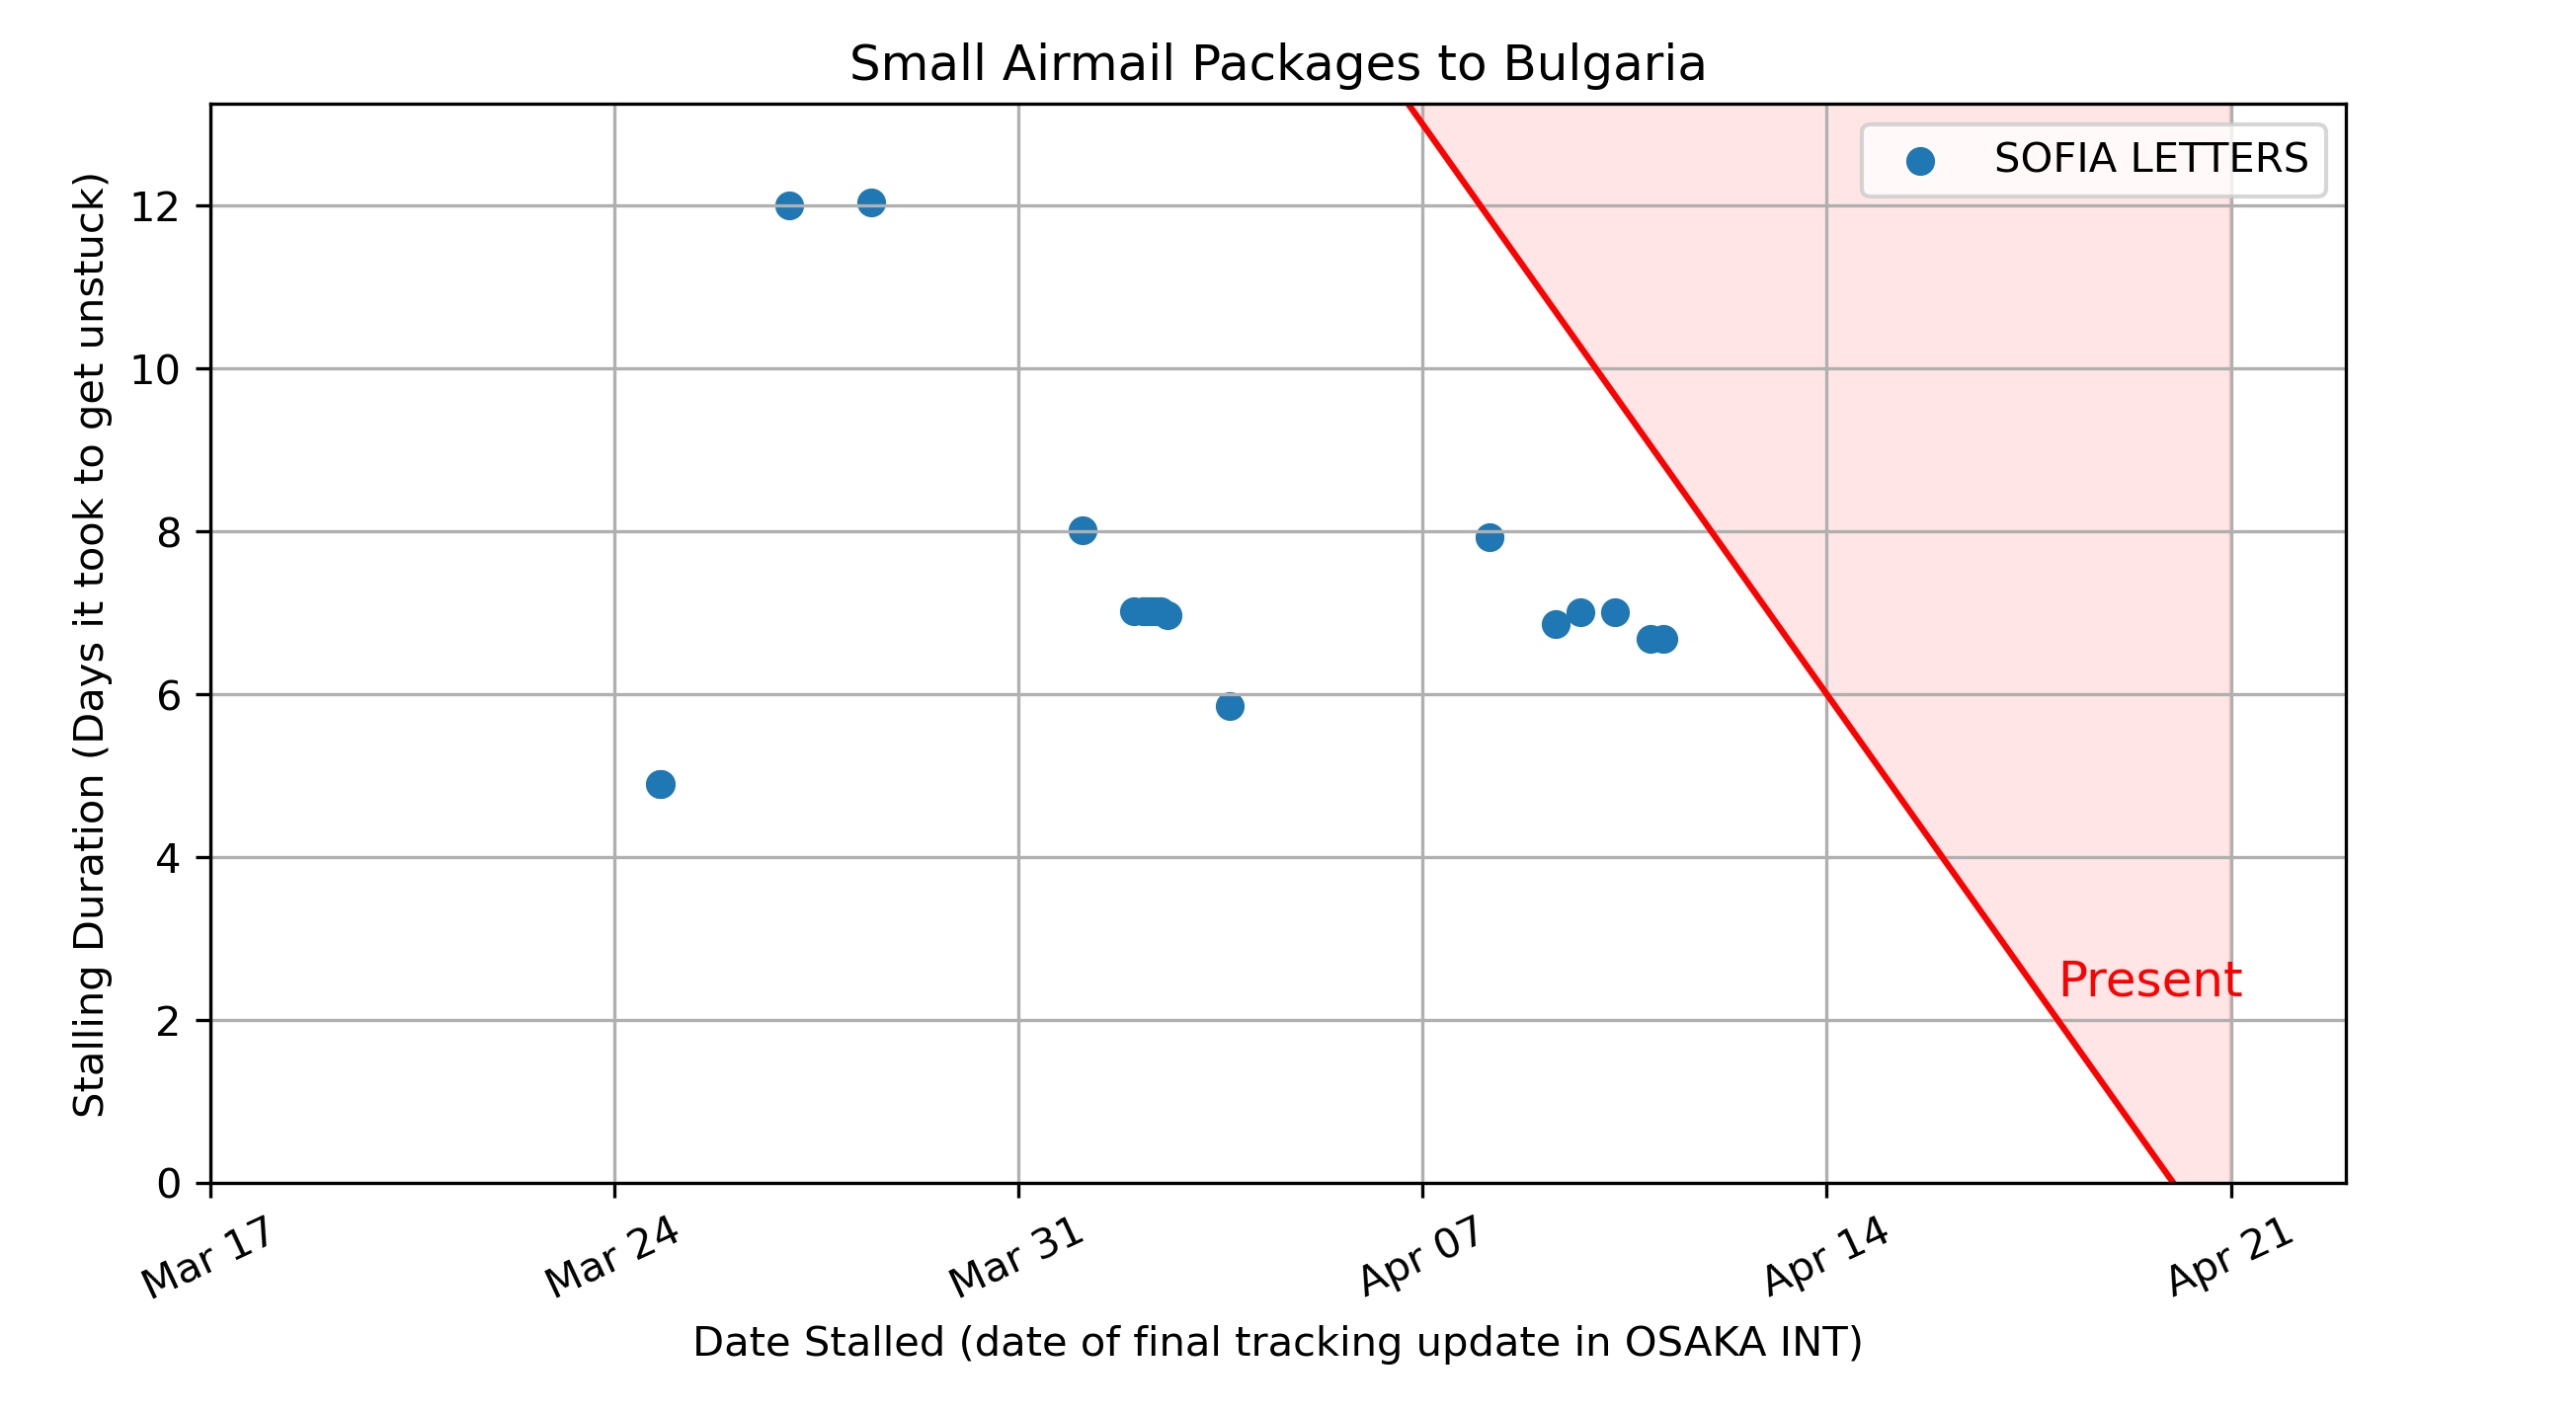 Small Airmail Packages to Bulgaria
SOFIA LETTERS
Stalling Duration (Days it took to get unstuck)
12
10
8
6
4
2
0
Present
Mar 17
Mar 24
Mar 31
Apr 07
Apr 14
Apr 21
Date Stalled (date of final tracking update in OSAKA INT)